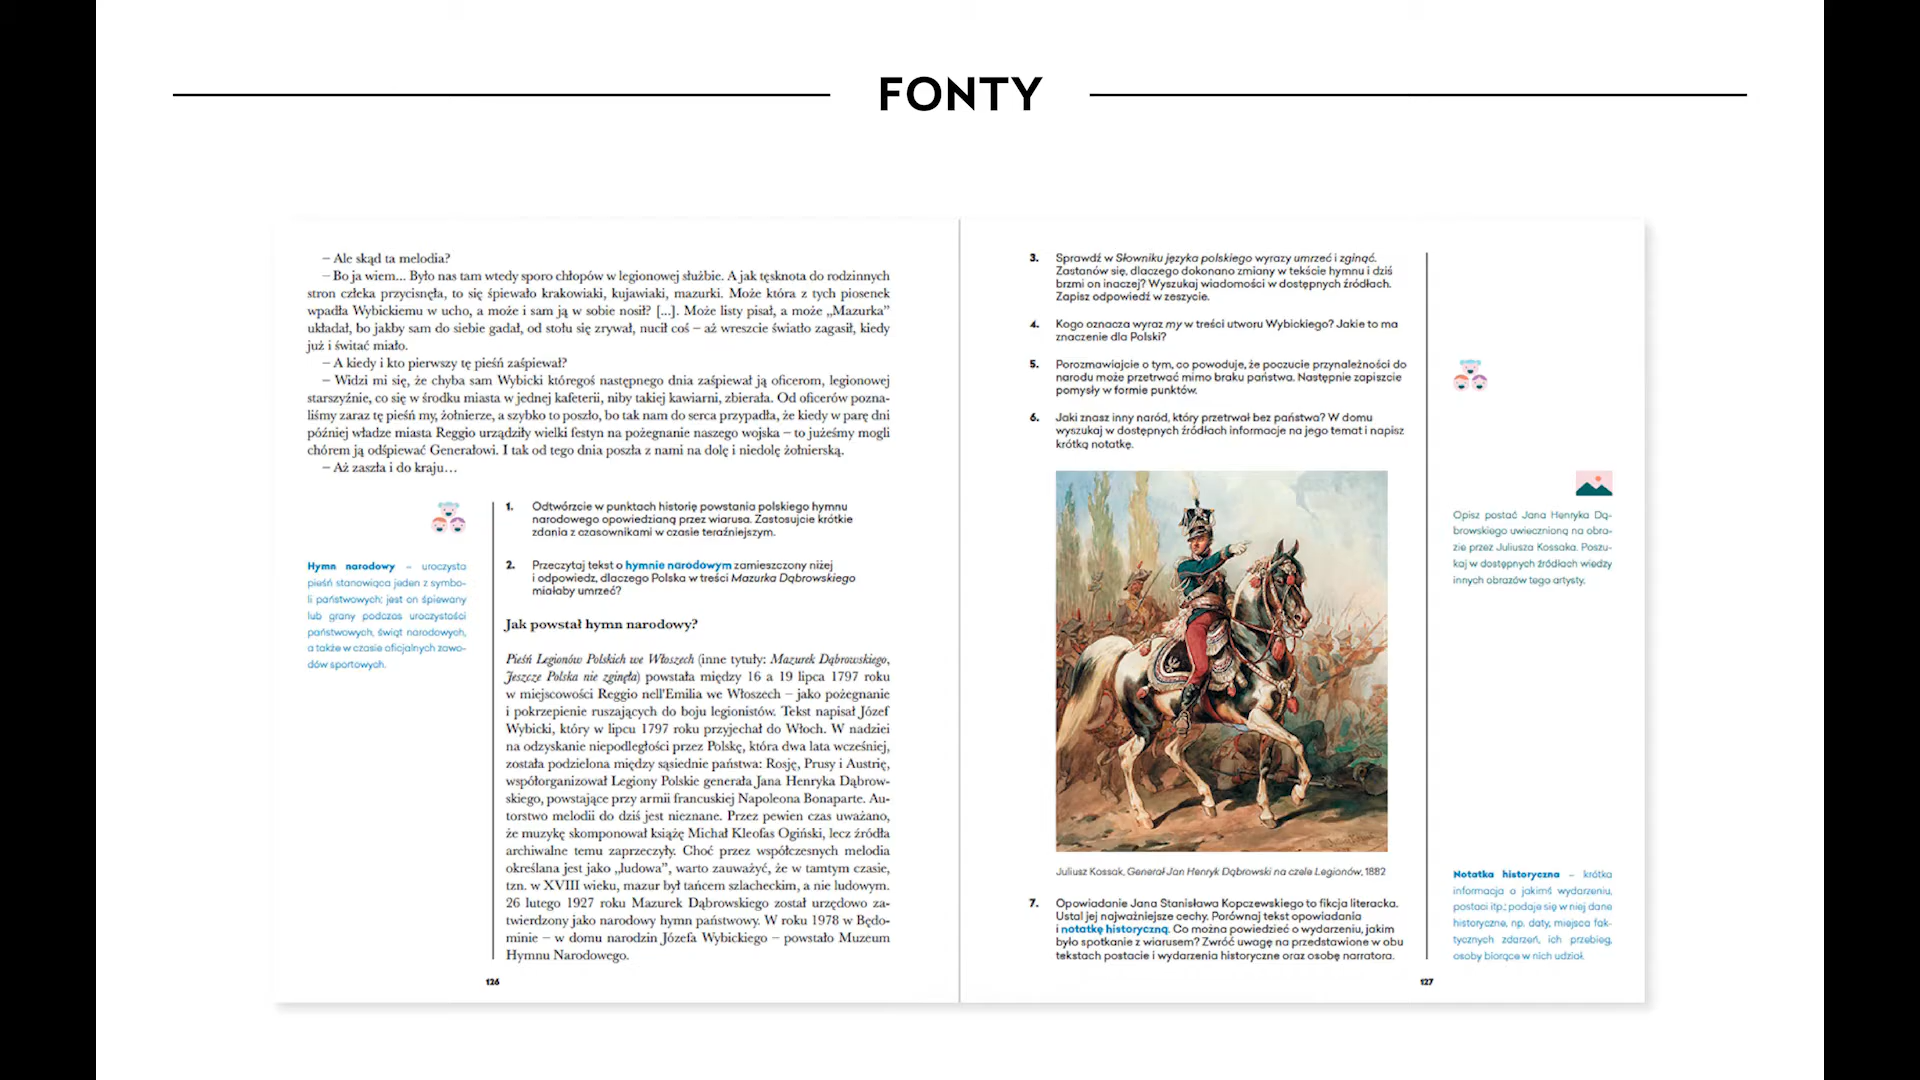 FONTY
– Ale skąd ta melodia?
– Bo ja wiem... Było nas tam wtedy sporo chłopów w legionowej służbie. A jak tęsknota do rodzinnych
stron człeka przycisnęła, to się śpiewało krakowiaki, kujawiaki, mazurki. Może która z tych piosenek
wpadła Wybickiemu w ucho, a może i sam ją w sobie nosił? [...]. Może listy pisał, a może „Mazurka”
układał, bo jakby sam do siebie gadał, od stołu się zrywał, nucił coś – aż wreszcie światło zagasił, kiedy
już i świtać miało.
– A kiedy i kto pierwszy tę pieśń zaśpiewał?
– Widzi mi się, że chyba sam Wybicki któregoś następnego dnia zaśpiewał ją oficerom, legionowej
starszyźnie, co się w środku miasta w jednej kafeterii, niby takiej kawiarni, zbierała. Od oficerów pozna-
liśmy zaraz tę pieśń my, żołnierze, a szybko to poszło, bo tak nam do serca przypadła, że kiedy w parę dni
później władze miasta Reggio urządziły wielki festyn na pożegnanie naszego wojska – to jużeśmy mogli
chórem ją odśpiewać Generałowi. I tak od tego dnia poszła z nami na dolę i niedolę żołnierską.
– Aż zaszła i do kraju…
1. Odtwórzcie w punktach historię powstania polskiego hymnu
narodowego opowiedzianą przez wiarusa. Zastosujcie krótkie
zdania z czasownikami w czasie teraźniejszym.
2. Przeczytaj tekst o hymnie narodowym zamieszczony niżej
i odpowiedz, dlaczego Polska w treści Mazurka Dąbrowskiego
miałaby umrzeć?
Hymn narodowy – uroczysta
pieśń stanowiąca jeden z symbo-
li państwowych; jest on śpiewany
lub grany podczas uroczystości
państwowych, świąt narodowych,
a także w czasie oficjalnych zawo-
dów sportowych.
Jak powstał hymn narodowy?
Pieśń Legionów Polskich we Włoszech (inne tytuły: Mazurek Dąbrowskiego,
Jeszcze Polska nie zginęła) powstała między 16 a 19 lipca 1797 roku
w miejscowości Reggio nell'Emilia we Włoszech – jako pożegnanie
i pokrzepienie ruszających do boju legionistów. Tekst napisał Józef
Wybicki, który w lipcu 1797 roku przyjechał do Włoch. W nadziei
na odzyskanie niepodległości przez Polskę, która dwa lata wcześniej,
została podzielona między sąsiednie państwa: Rosję, Prusy i Austrię,
współorganizował Legiony Polskie generała Jana Henryka Dąbrow-
skiego, powstające przy armii francuskiej Napoleona Bonaparte. Au-
torstwo melodii do dziś jest nieznane. Przez pewien czas uważano,
że muzykę skomponował książę Michał Kleofas Ogiński, lecz źródła
archiwalne temu zaprzeczyły. Choć przez współczesnych melodia
określana jest jako „ludowa”, warto zauważyć, że w tamtym czasie,
tzn. w XVIII wieku, mazur był tańcem szlacheckim, a nie ludowym.
26 lutego 1927 roku Mazurek Dąbrowskiego został urzędowo za-
twierdzony jako narodowy hymn państwowy. W roku 1978 w Będo-
minie – w domu narodzin Józefa Wybickiego – powstało Muzeum
Hymnu Narodowego.
126
3. Sprawdź w Słowniku języka polskiego wyrazy umrzeć i zginąć.
Zastanów się, dlaczego dokonano zmiany w tekście hymnu i dziś
brzmi on inaczej? Wyszukaj wiadomości w dostępnych źródłach.
Zapisz odpowiedź w zeszycie.
4. Kogo oznacza wyraz my w treści utworu Wybickiego? Jakie to ma
znaczenie dla Polski?
5. Porozmawiajcie o tym, co powoduje, że poczucie przynależności do
narodu może przetrwać mimo braku państwa. Następnie zapiszcie
pomysły w formie punktów.
6. Jaki znasz inny naród, który przetrwał bez państwa? W domu
wyszukaj w dostępnych źródłach informacje na jego temat i napisz
krótką notatkę.
Opisz postać Jana Henryka Dą-
browskiego uwiecznioną na obra-
zie przez Juliusza Kossaka. Poszu-
kaj w dostępnych źródłach wiedzy
innych obrazów tego artysty.
Juliusz Kossak, Generał Jan Henryk Dąbrowski na czele Legionów, 1882
7. Opowiadanie Jana Stanisława Kopczewskiego to fikcja literacka.
Ustal jej najważniejsze cechy. Porównaj tekst opowiadania
i notatkę historyczną. Co można powiedzieć o wydarzeniu, jakim
było spotkanie z wiarusem? Zwróć uwagę na przedstawione w obu
tekstach postacie i wydarzenia historyczne oraz osobę narratora.
Notatka historyczna – krótka
informacja o jakimś wydarzeniu,
postaci itp.; podaje się w niej dane
historyczne, np. daty, miejsca fak-
tycznych zdarzeń, ich przebieg,
osoby biorące w nich udział.
127